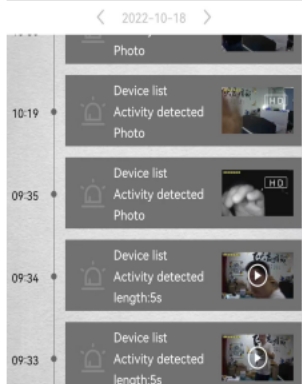 2022-10-18
Photo
10:19
Device list
Activity detected
Photo
HD
09:35
Device list
Activity detected
Photo
HD
09:34
Device list
Activity detected
length:5s
09:33
Device list
Activity detected
length:5s